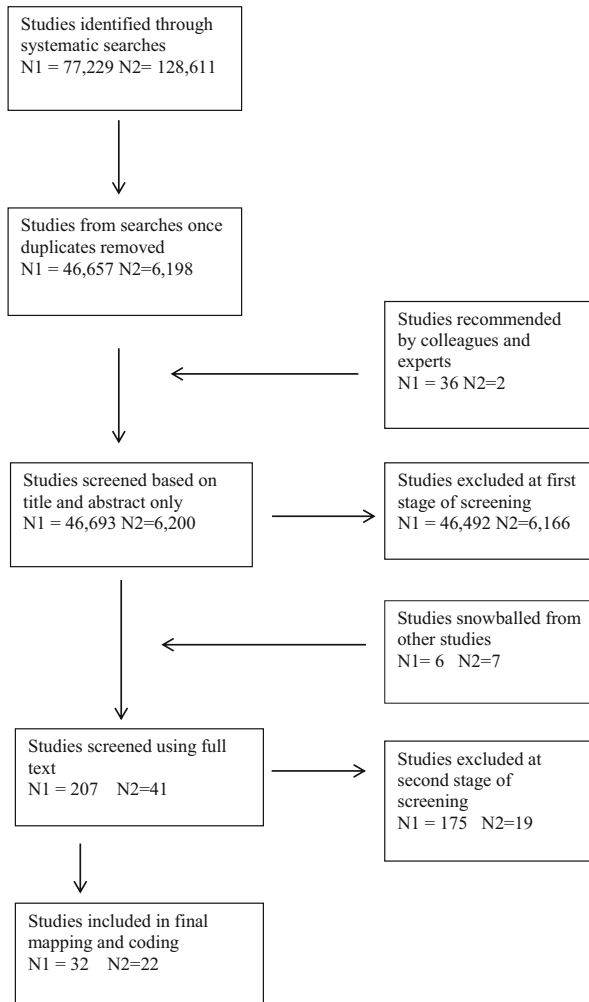 Studies identified through
systematic searches
N1 = 77,229 N2= 128,611
Studies from searches once
duplicates removed
N1 = 46,657 N2=6,198
Studies recommended
by colleagues and
experts
N1 = 36 N2=2
Studies screened based on
title and abstract only
N1 = 46,693 N2=6,200
Studies excluded at first
stage of screening
N1 = 46,492 N2=6,166
Studies snowballed from
other studies
N1= 6 N2=7
Studies screened using full
text
N1 = 207 N2=41
Studies excluded at
second stage of
screening
N1 = 175 N2=19
Studies included in final
mapping and coding
N1 = 32 N2=22